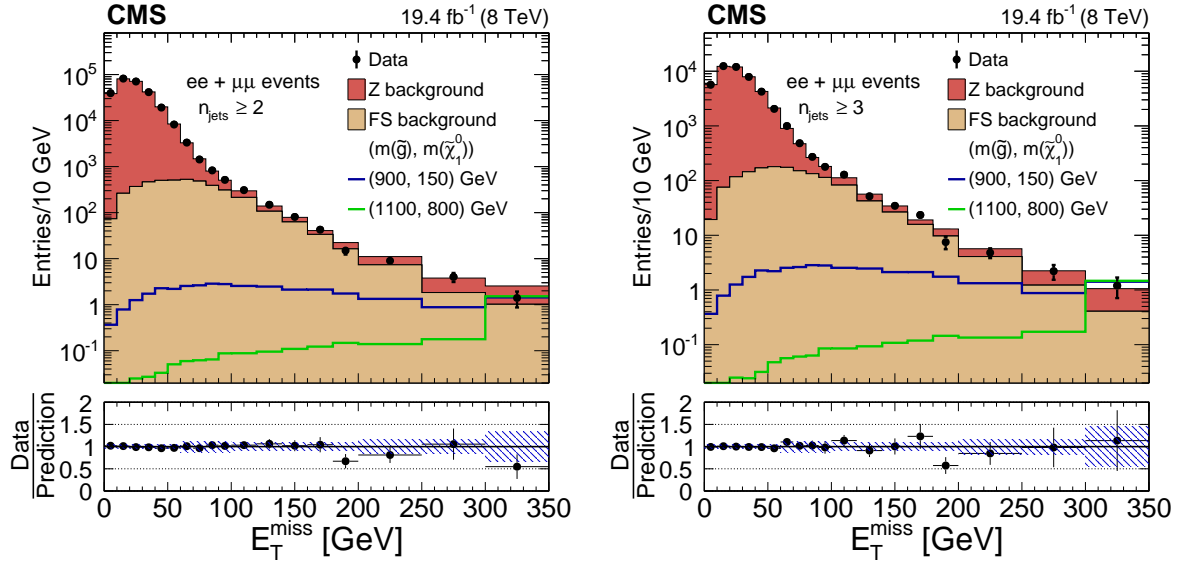 CMS 19.4 fb⁻¹ (8 TeV)
Entries/10 GeV
10⁵
10⁴
10³
10²
10
1
10⁻¹
ee + μμ events
n_jets ≥ 2
Data
Z background
FS background
(m(g̃), m(χ̃₁⁰))
(900, 150) GeV
(1100, 800) GeV
Data
Prediction
2
1.5
1
0.5
0
0 50 100 150 200 250 300 350
E_T^miss [GeV]
CMS 19.4 fb⁻¹ (8 TeV)
Entries/10 GeV
10⁴
10³
10²
10
1
10⁻¹
ee + μμ events
n_jets ≥ 3
Data
Z background
FS background
(m(g̃), m(χ̃₁⁰))
(900, 150) GeV
(1100, 800) GeV
Data
Prediction
2
1.5
1
0.5
0
0 50 100 150 200 250 300 350
E_T^miss [GeV]